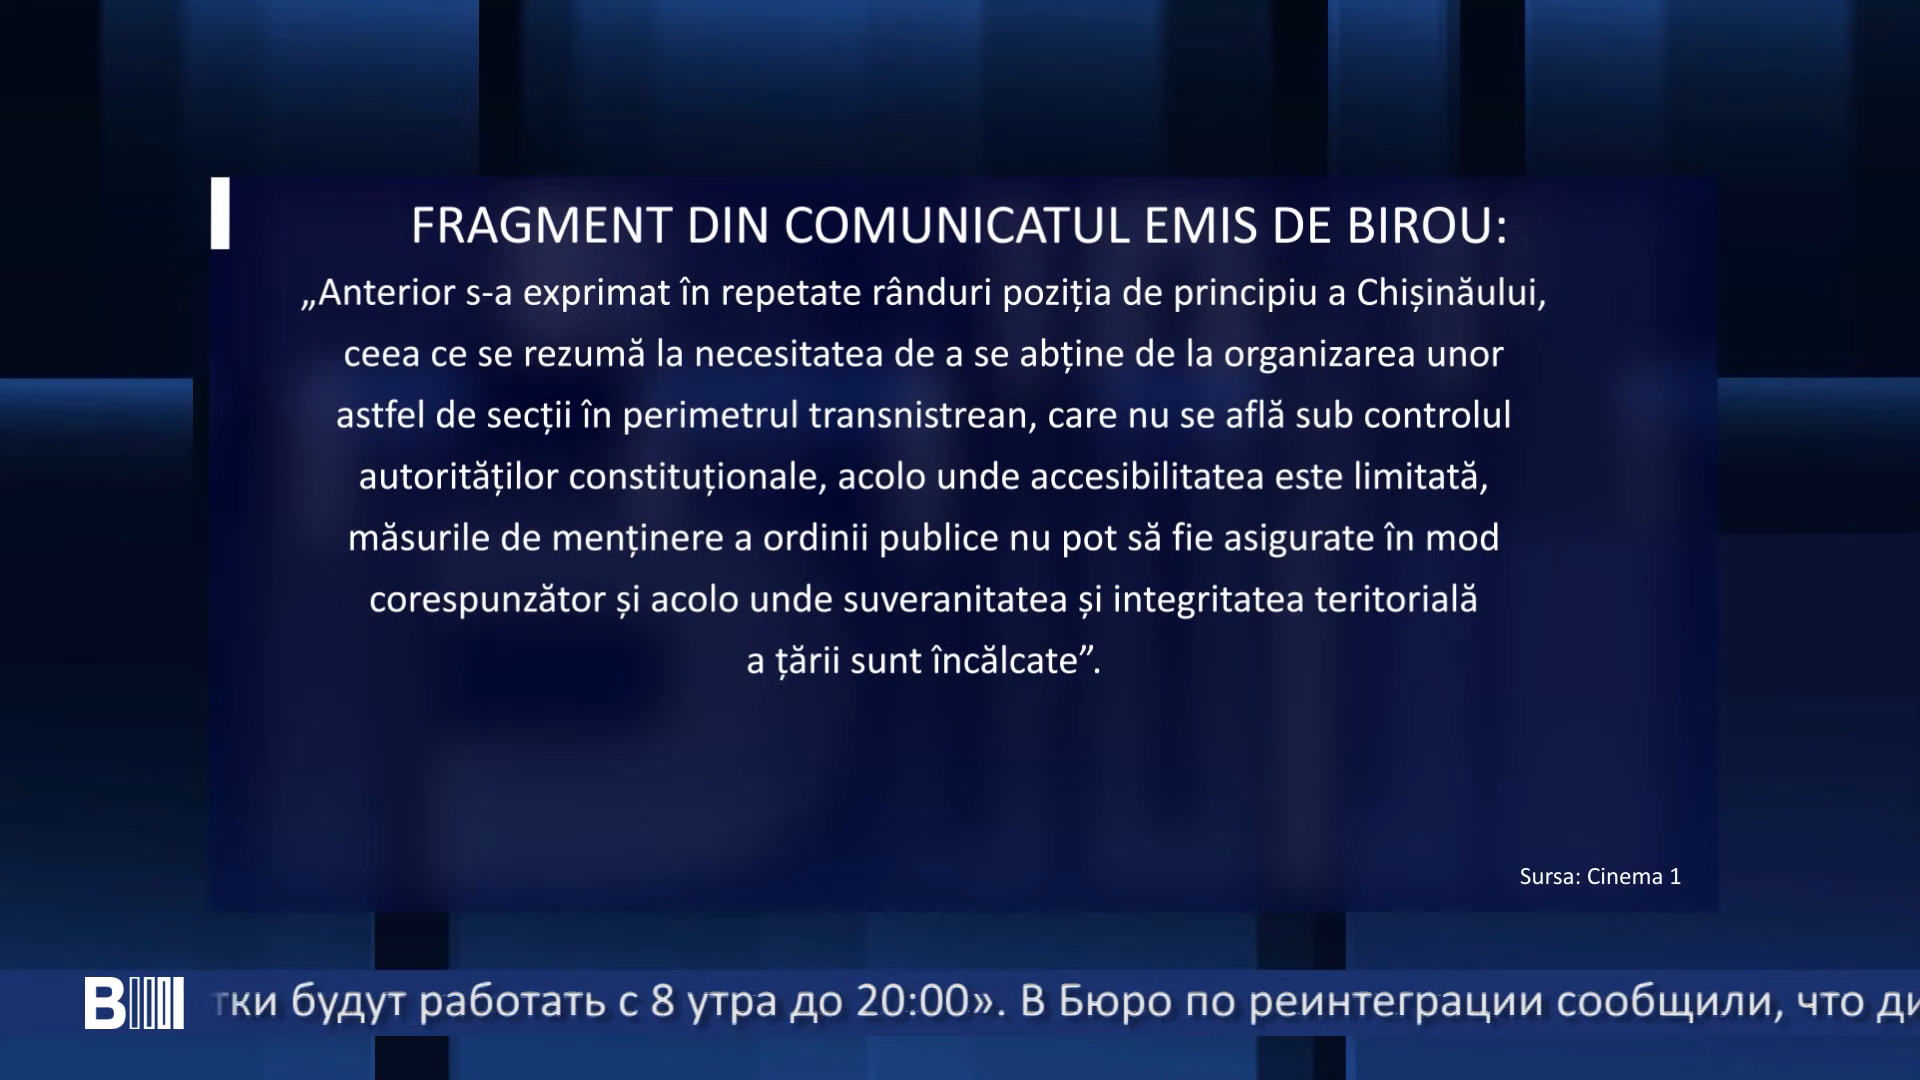 FRAGMENT DIN COMUNICATUL EMIS DE BIROU:
„Anterior s-a exprimat în repetate rânduri poziția de principiu a Chișinăului,
ceea ce se rezumă la necesitatea de a se abține de la organizarea unor
astfel de secții în perimetrul transnistrean, care nu se află sub controlul
autorităților constituționale, acolo unde accesibilitatea este limitată,
măsurile de menținere a ordinii publice nu pot să fie asigurate în mod
corespunzător și acolo unde suveranitatea și integritatea teritorială
a țării sunt încălcate”.
Sursa: Cinema 1
B будут работать с 8 утра до 20:00». В Бюро по реинтеграции сообщили, что